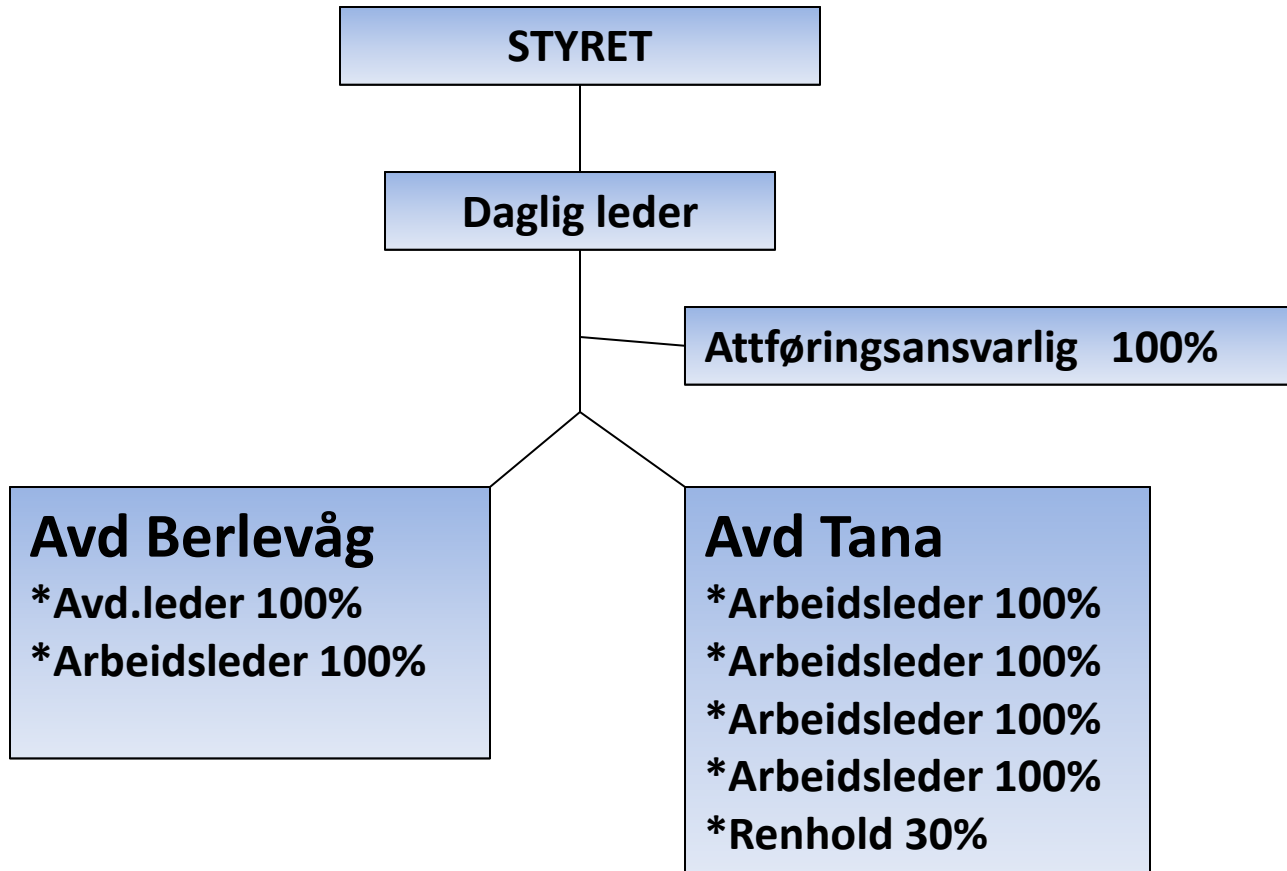 STYRET
Daglig leder
Attføringsansvarlig 100%
Avd Berlevåg
*Avd.leder 100%
*Arbeidsleder 100%
Avd Tana
*Arbeidsleder 100%
*Arbeidsleder 100%
*Arbeidsleder 100%
*Arbeidsleder 100%
*Renhold 30%